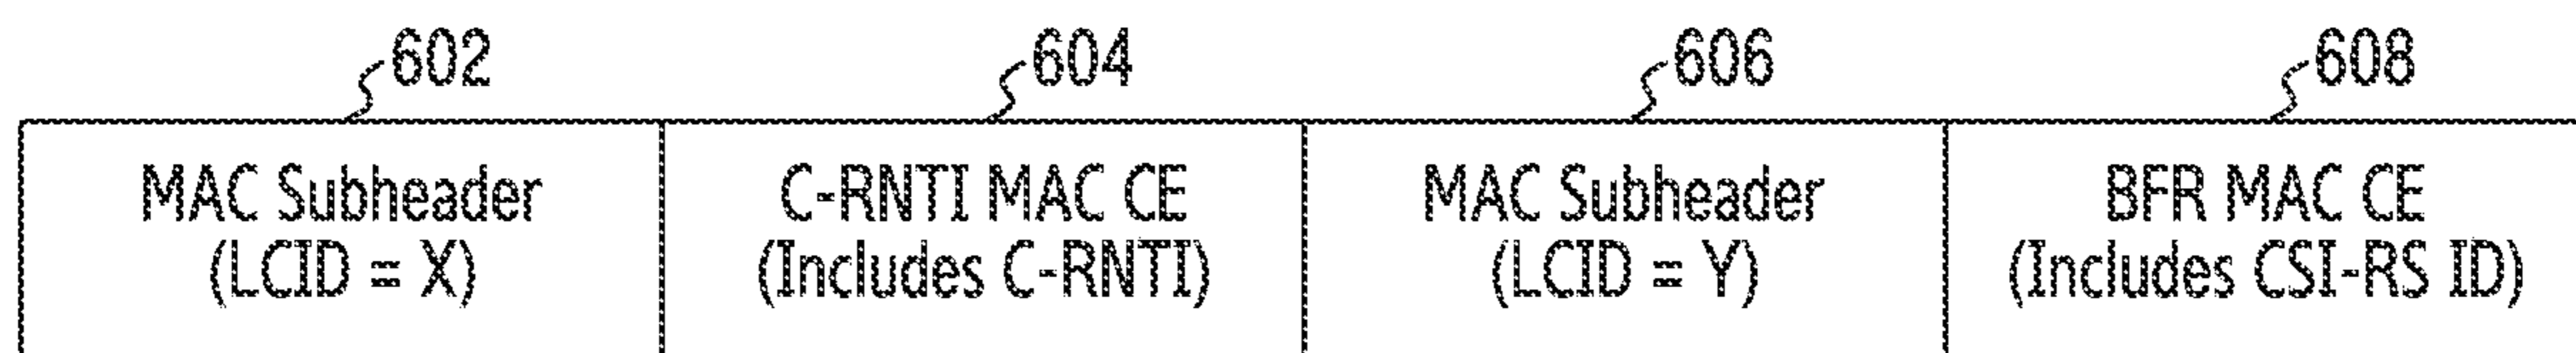 602 604 606 608
MAC Subheader C-RNTI MAC CE MAC Subheader BFR MAC CE
(LCID = X) (Includes C-RNTI) (LCID = Y) (Includes CSI-RS ID)